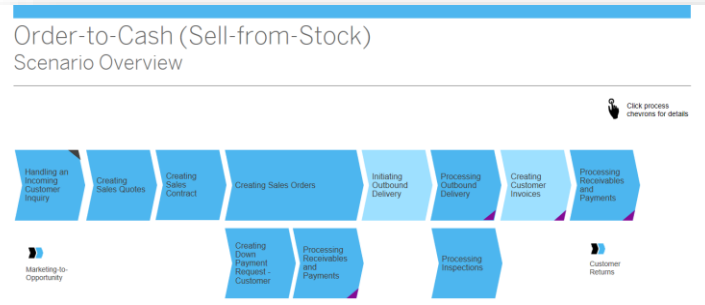 Order-to-Cash (Sell-from-Stock)
Scenario Overview
Click process
chevrons for details
Handling an
Incoming
Customer
Inquiry
Creating
Sales Quotes
Creating
Sales
Contract
Creating Sales Orders
Initiating
Outbound
Delivery
Processing
Outbound
Delivery
Creating
Customer
Invoices
Processing
Receivables
and
Payments
Creating
Down
Payment
Request -
Customer
Processing
Receivables
and
Payments
Processing
Inspections
Marketing-to-
Opportunity
Customer
Returns